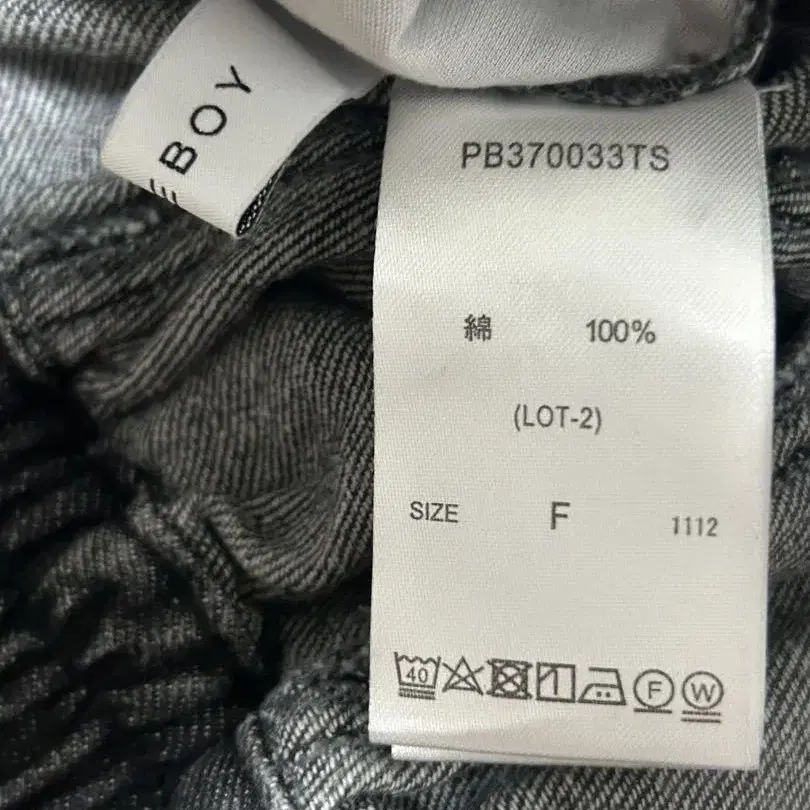 BOY
PB370033TS
綿 100%
(LOT-2)
SIZE F 1112
40
F W